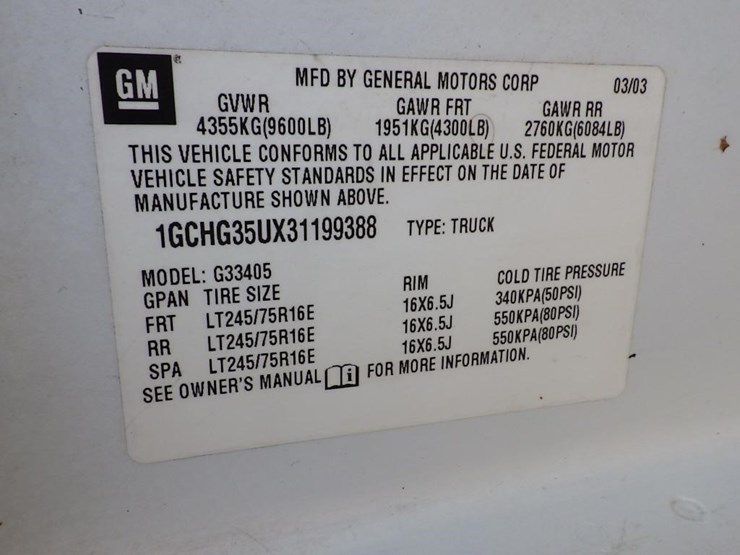 GM
MFD BY GENERAL MOTORS CORP 03/03
GVWR GAWR FRT GAWR RR
4355KG(9600LB) 1951KG(4300LB) 2760KG(6084LB)
THIS VEHICLE CONFORMS TO ALL APPLICABLE U.S. FEDERAL MOTOR
VEHICLE SAFETY STANDARDS IN EFFECT ON THE DATE OF
MANUFACTURE SHOWN ABOVE.
1GCHG35UX31199388 TYPE: TRUCK
MODEL: G33405
GPAN TIRE SIZE RIM COLD TIRE PRESSURE
FRT LT245/75R16E 16X6.5J 340KPA(50PSI)
RR LT245/75R16E 16X6.5J 550KPA(80PSI)
SPA LT245/75R16E 16X6.5J 550KPA(80PSI)
SEE OWNER'S MANUAL i FOR MORE INFORMATION.